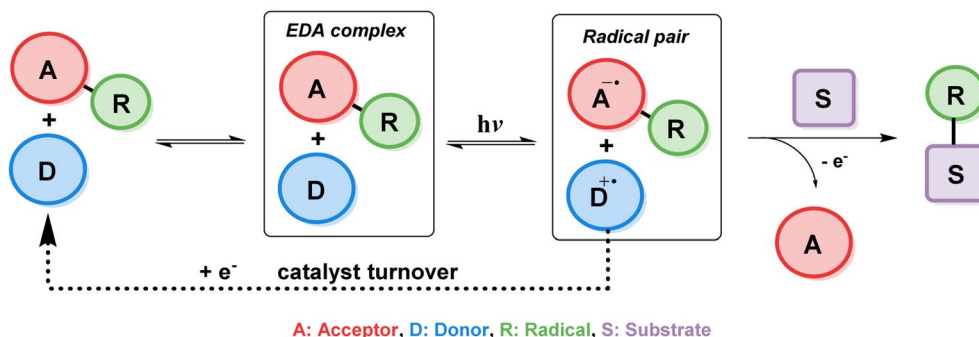 EDA complex
Radical pair
A
R
+
D
A
R
+
D
hν
A −•
R
+
D +•
S
- e-
A
R
S
+ e- catalyst turnover
A: Acceptor, D: Donor, R: Radical, S: Substrate